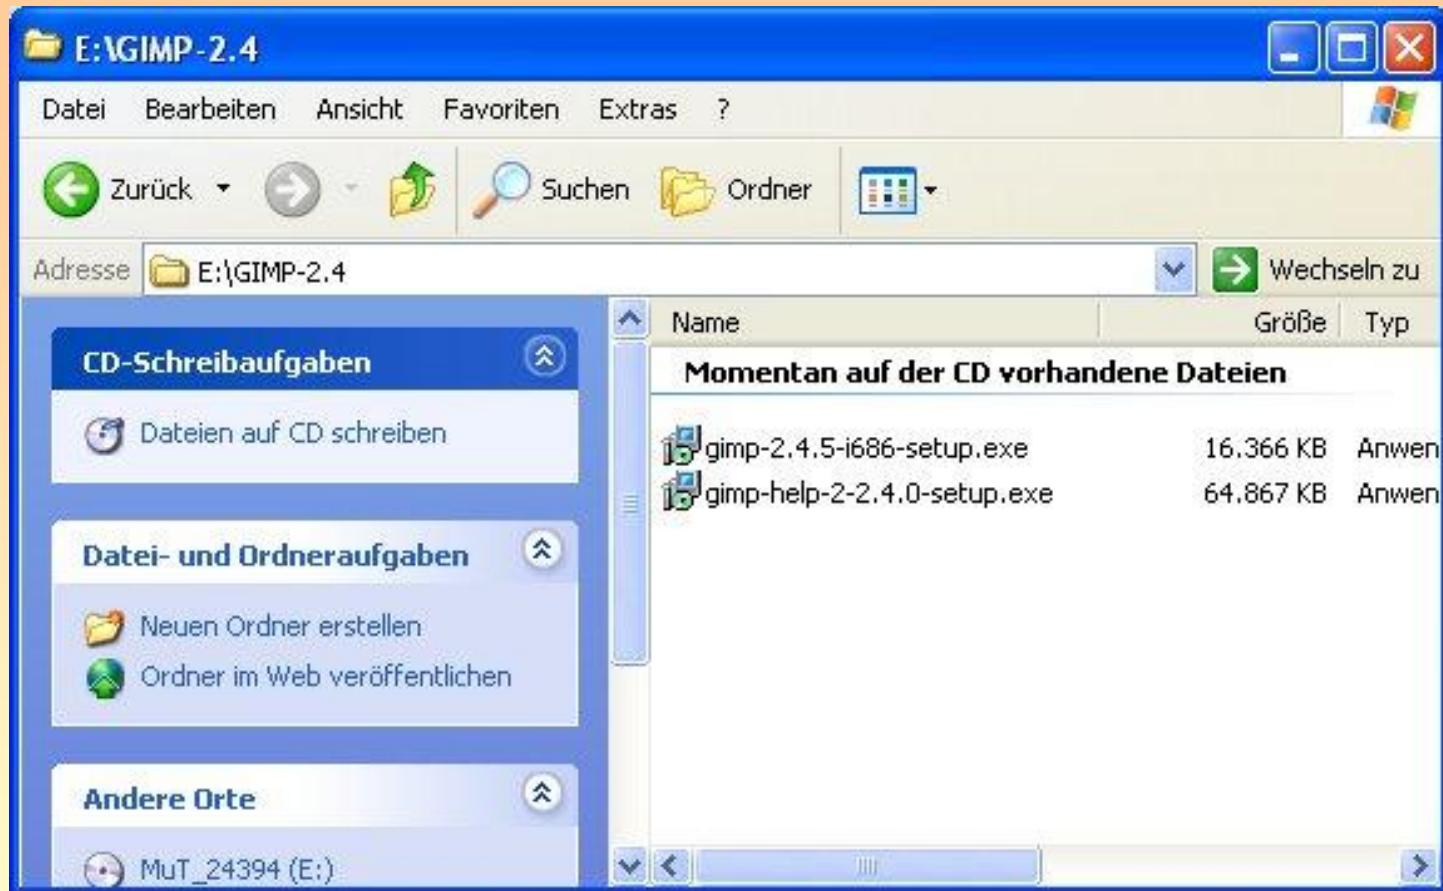 E:\GIMP-2.4
Datei Bearbeiten Ansicht Favoriten Extras ?
Zurück Suchen Ordner
Adresse E:\GIMP-2.4 Wechseln zu
Name Größe Typ
CD-Schreibaufgaben
Dateien auf CD schreiben
Datei- und Ordneraufgaben
Neuen Ordner erstellen
Ordner im Web veröffentlichen
Andere Orte
MuT_24394 (E:)
Momentan auf der CD vorhandene Dateien
gimp-2.4.5-i686-setup.exe 16.366 KB Anwen
gimp-help-2-2.4.0-setup.exe 64.867 KB Anwen